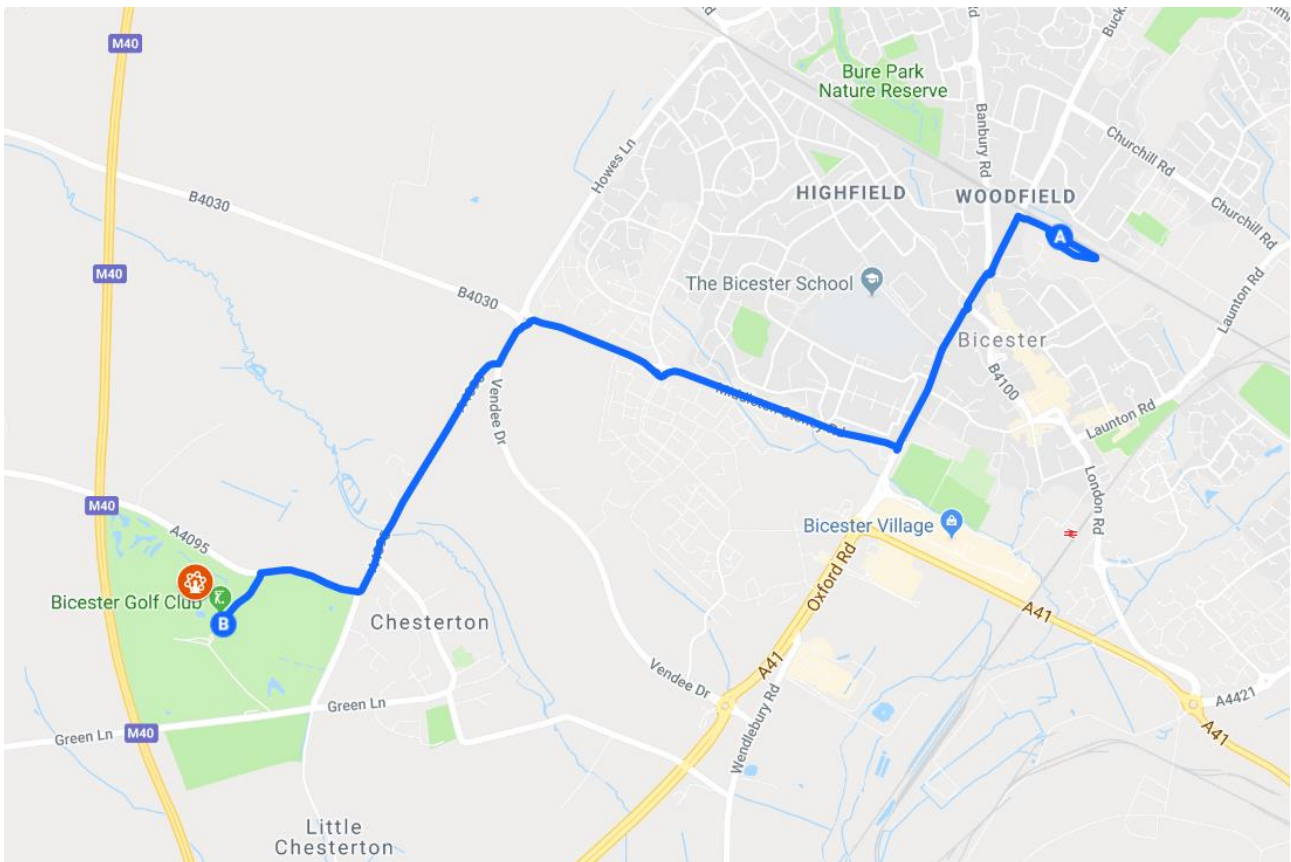 M40
Bure Park
Nature Reserve
Banbury Rd
Churchill Rd
Howes Ln
B4030
HIGHFIELD
WOODFIELD
Churchill Rd
A
M40
The Bicester School
B4030
Launton Rd
Bicester
B4100
Vendee Dr
Launton Rd
London Rd
M40
A4095
Bicester Village
Oxford Rd
Bicester Golf Club
B
Chesterton
A41
A41
Vendee Dr
Green Ln
Wendlebury Rd
A4421
A41
Green Ln
M40
Little
Chesterton